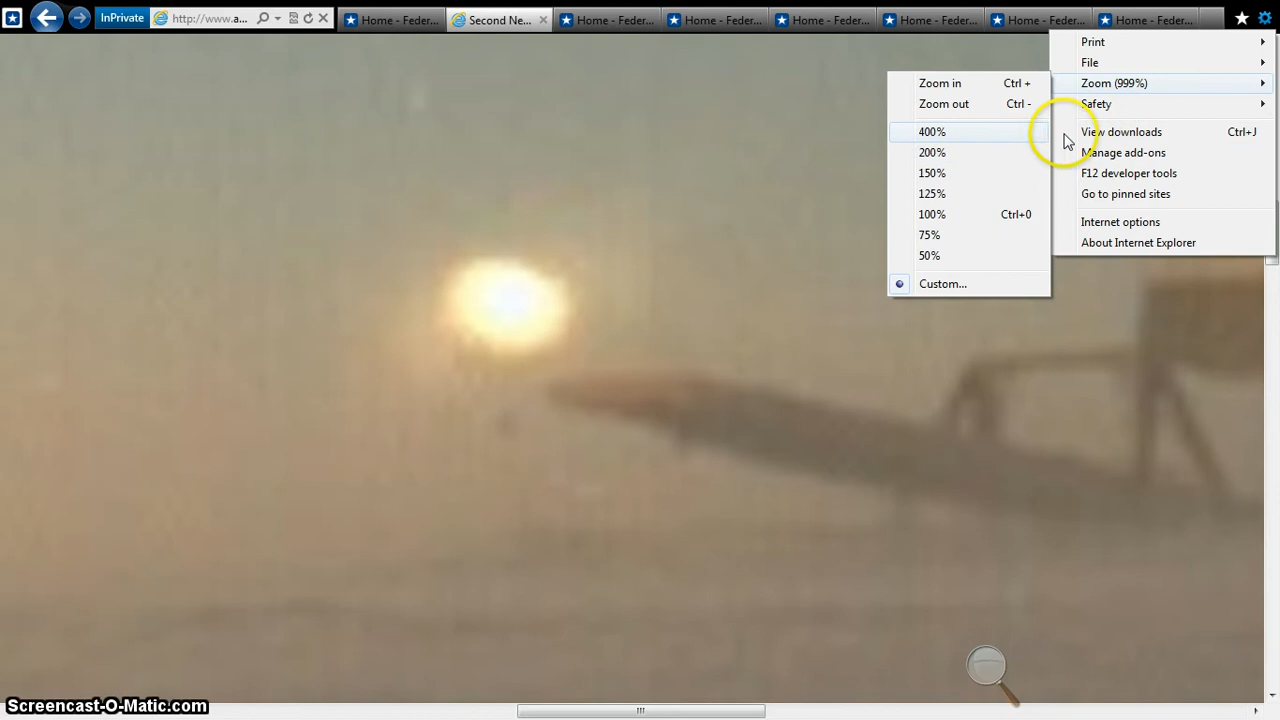 InPrivate
http://www.a...
Home - Feder...
Second Ne...
Home - Feder...
Home - Feder...
Home - Feder...
Home - Feder...
Home - Feder...
Home - Feder...
Print
File
Zoom (999%)
Safety
View downloads Ctrl+J
Manage add-ons
F12 developer tools
Go to pinned sites
Internet options
About Internet Explorer
Zoom in Ctrl +
Zoom out Ctrl -
400%
200%
150%
125%
100% Ctrl+0
75%
50%
Custom...
Screencast-O-Matic.com